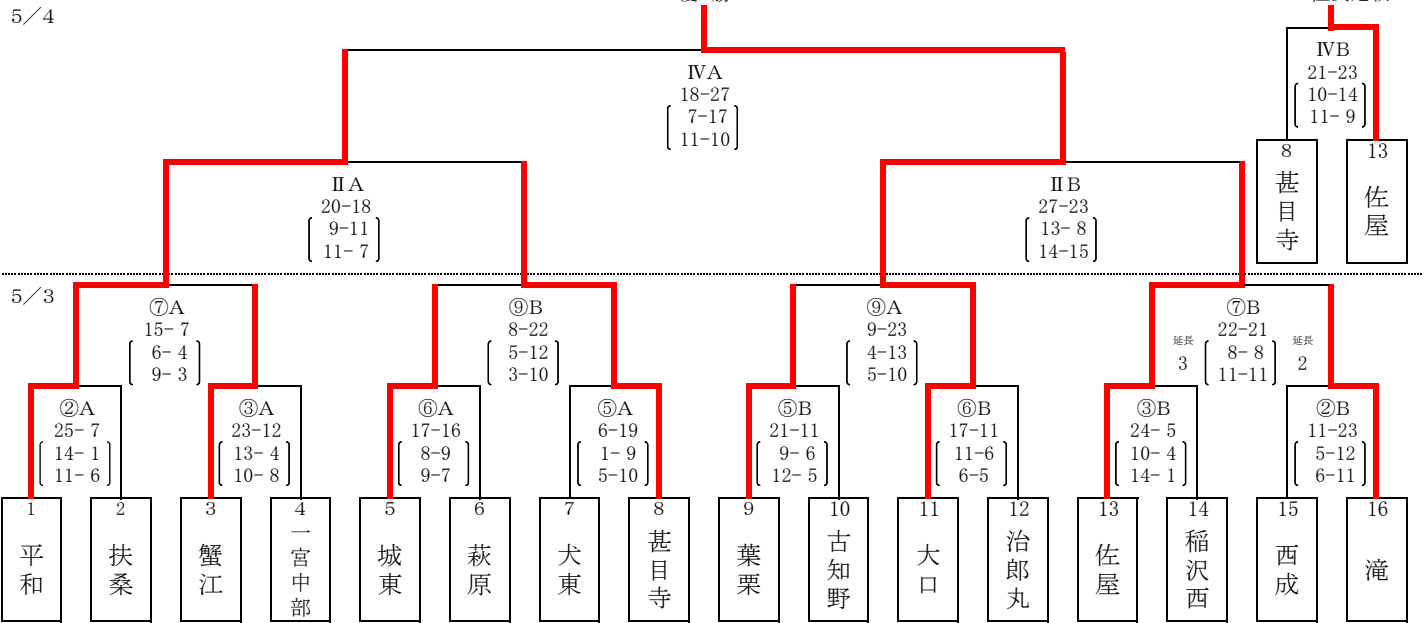 5／4
ⅣA
18-27
7-17
11-10
ⅣB
21-23
10-14
11- 9
8
甚目寺
13
佐屋
ⅡA
20-18
9-11
11- 7
ⅡB
27-23
13- 8
14-15
5／3
⑦A
15- 7
6- 4
9- 3
⑨B
8-22
5-12
3-10
⑨A
9-23
4-13
5-10
⑦B
22-21
延長
3
8- 8
11-11
延長
2
②A
25- 7
14- 1
11- 6
③A
23-12
13- 4
10- 8
⑥A
17-16
8-9
9-7
⑤A
6-19
1- 9
5-10
⑤B
21-11
9- 6
12- 5
⑥B
17-11
11-6
6-5
③B
24- 5
10- 4
14- 1
②B
11-23
5-12
6-11
1
平和
2
扶桑
3
蟹江
4
一宮中部
5
城東
6
萩原
7
犬東
8
甚目寺
9
葉栗
10
古知野
11
大口
12
治郎丸
13
佐屋
14
稲沢西
15
西成
16
滝